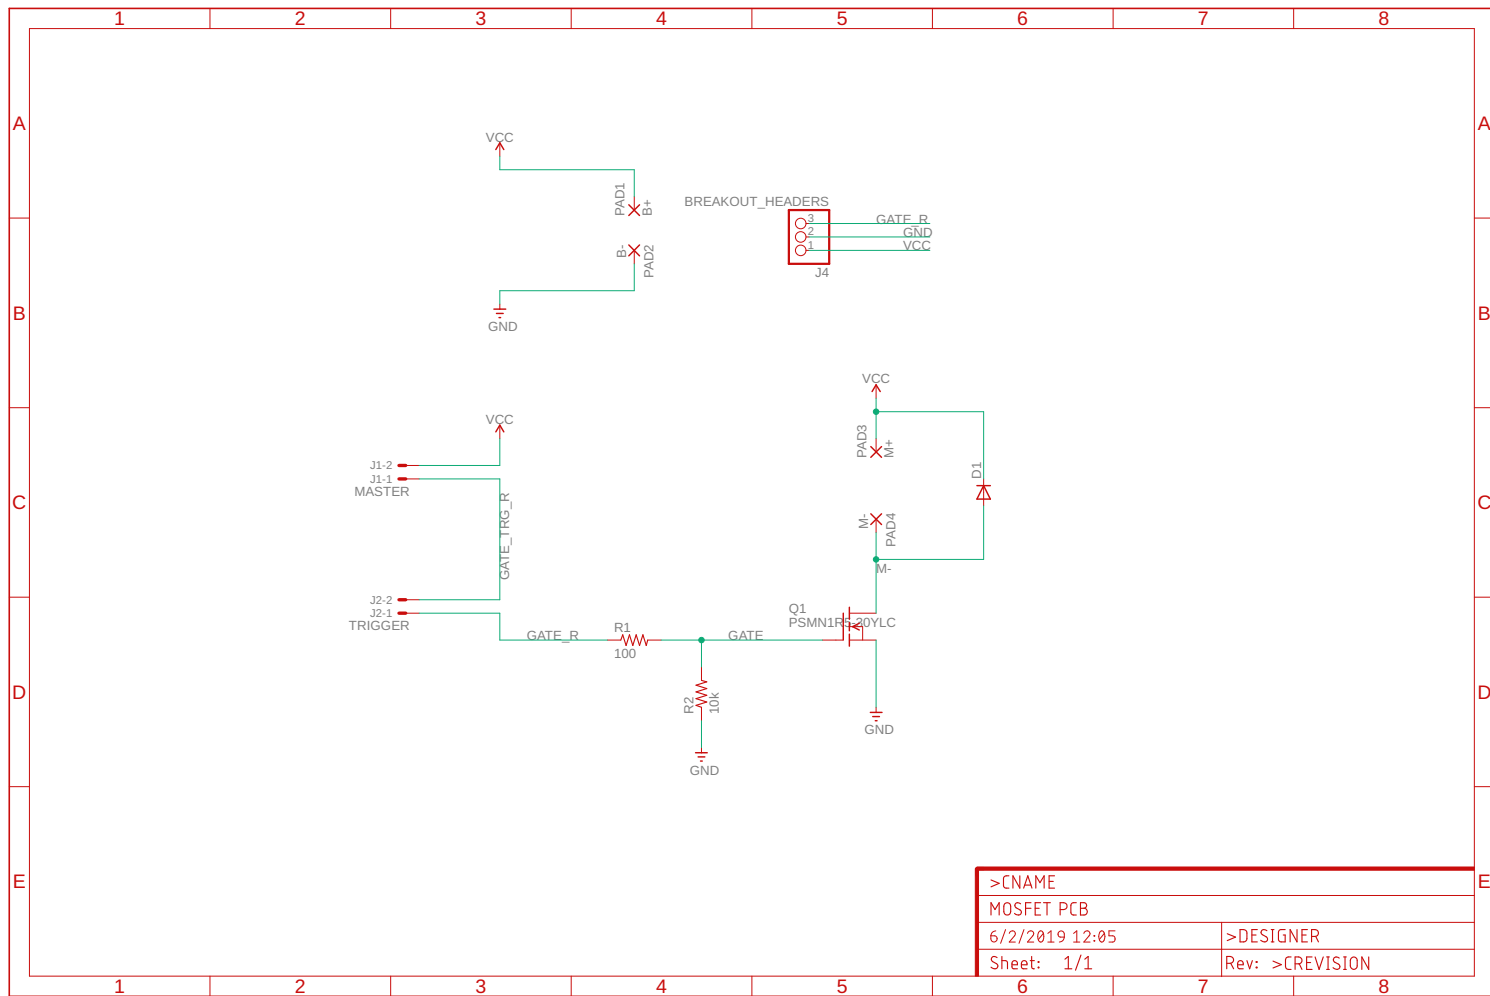 1 2 3 4 5 6 7 8
A A
VCC
PAD1
B+
BREAKOUT_HEADERS
3 GATE_R
2 GND
1 VCC
J4
B-
PAD2
B B
GND
VCC
VCC
PAD3
M+
J1-2
J1-1
MASTER
D1
C C
GATE_TRG_R
M-
PAD4
M-
J2-2
J2-1
TRIGGER
Q1
PSMN1R5-30YLC
GATE_R
R1
100
GATE
R2
10k
D D
GND
GND
E E
>CNAME
MOSFET PCB
6/2/2019 12:05 >DESIGNER
Sheet: 1/1 Rev: >CREVISION
1 2 3 4 5 6 7 8